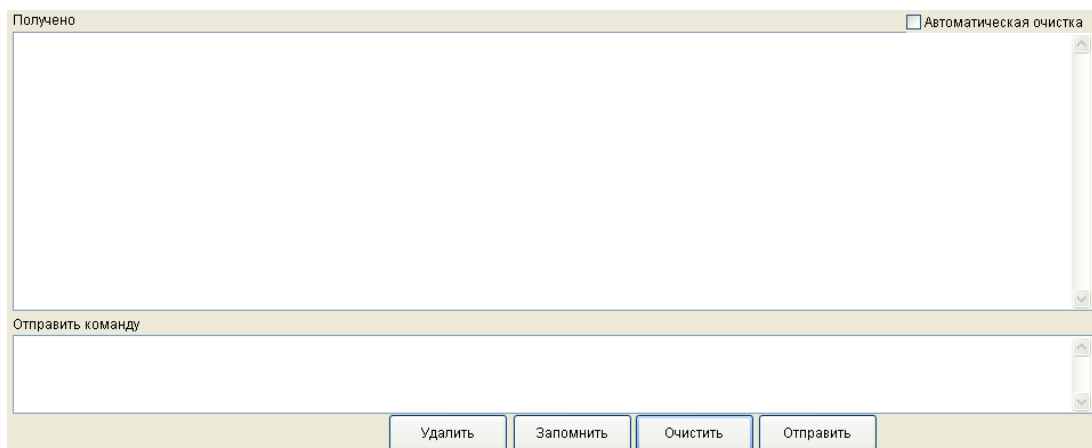 Получено
Автоматическая очистка
Отправить команду
Удалить Запомнить Очистить Отправить